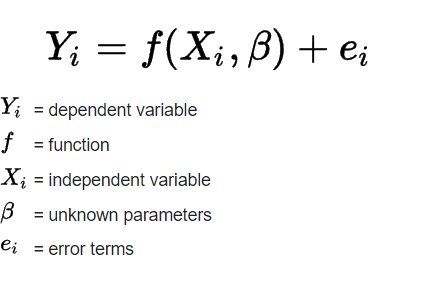 Yᵢ = f(Xᵢ, β) + eᵢ
Yᵢ = dependent variable
f = function
Xᵢ = independent variable
β = unknown parameters
eᵢ = error terms